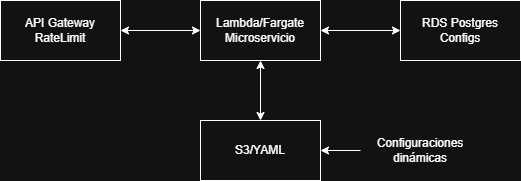 API Gateway
RateLimit
Lambda/Fargate
Microservicio
RDS Postgres
Configs
S3/YAML
Configuraciones
dinámicas